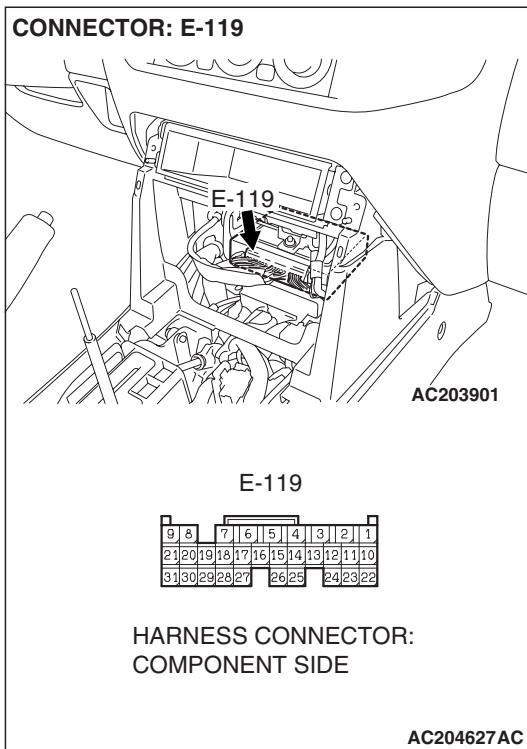 CONNECTOR: E-119
E-119
AC203901
E-119
9 8 7 6 5 4 3 2 1
21 20 19 18 17 16 15 14 13 12 11 10
31 30 29 28 27 26 25 24 23 22
HARNESS CONNECTOR:
COMPONENT SIDE
AC204627AC